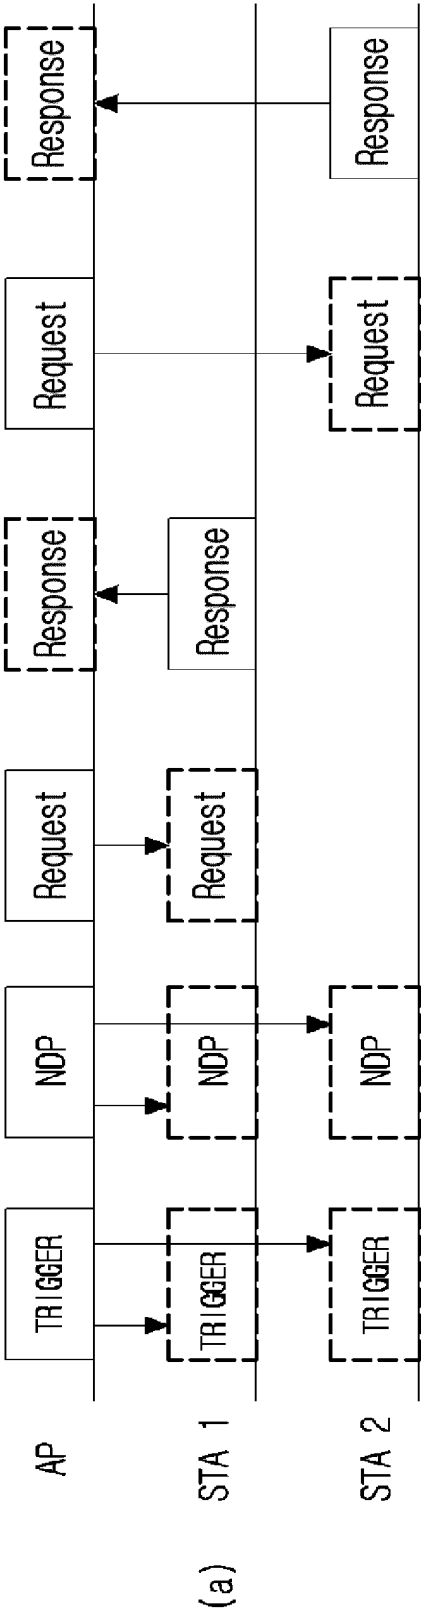 (a)
AP
TRIGGER
NDP
Request
Response
Request
Response
STA 1
TRIGGER
NDP
Request
Response
STA 2
TRIGGER
NDP
Request
Response